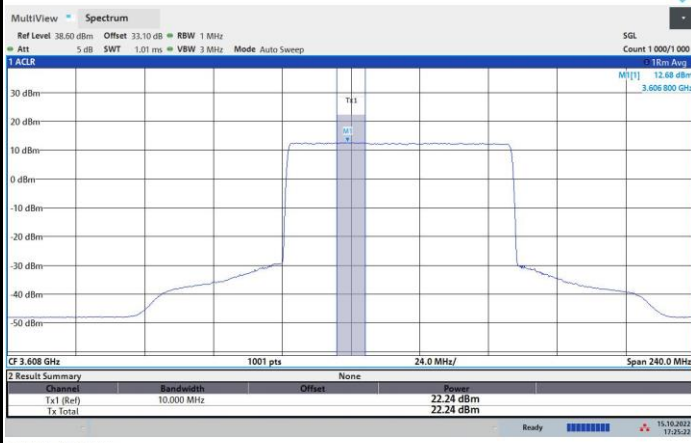 MultiView Spectrum
Ref Level 38.60 dBm Offset 33.10 dB RBW 1 MHz SGL
Att 5 dB SWT 1.01 ms VBW 3 MHz Mode Auto Sweep Count 1 000/1 000
1 ACLR 1Rm Avg
M1[1] 12.68 dBm
3.606 800 GHz
30 dBm
Tx1
20 dBm
M1
10 dBm
0 dBm
-10 dBm
-20 dBm
-30 dBm
-40 dBm
-50 dBm
CF 3.608 GHz 1001 pts 24.0 MHz/ Span 240.0 MHz
2 Result Summary None
Channel Bandwidth Offset Power
Tx1 (Ref) 10.000 MHz 22.24 dBm
Tx Total 22.24 dBm
Ready 15.10.2022
17:25:22